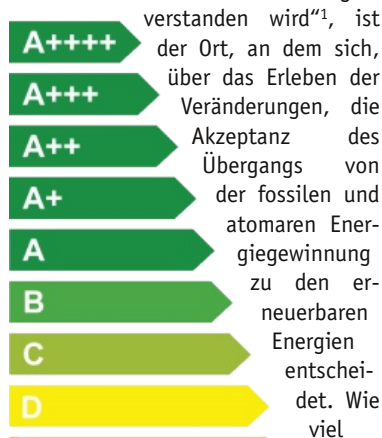 verstanden wird“¹, ist
der Ort, an dem sich,
über das Erleben der
Veränderungen, die
Akzeptanz des
Übergangs von
der fossilen und
atomaren Ener-
giegewinnung
zu den er-
neuerbaren
Energien
entschei-
det. Wie
viel
A++++
A+++
A++
A+
A
B
C
D